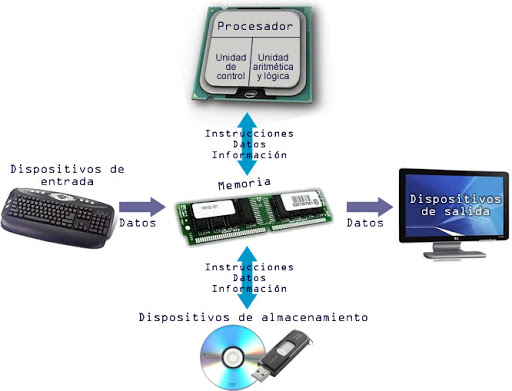 Procesador
Unidad
de
control
Unidad
aritmética
y lógica
intel
Instrucciones
Datos
Información
Dispositivos de
entrada
Memoria
Datos
Datos
Dispositivos
de salida
Instrucciones
Datos
Información
Dispositivos de almacenamiento